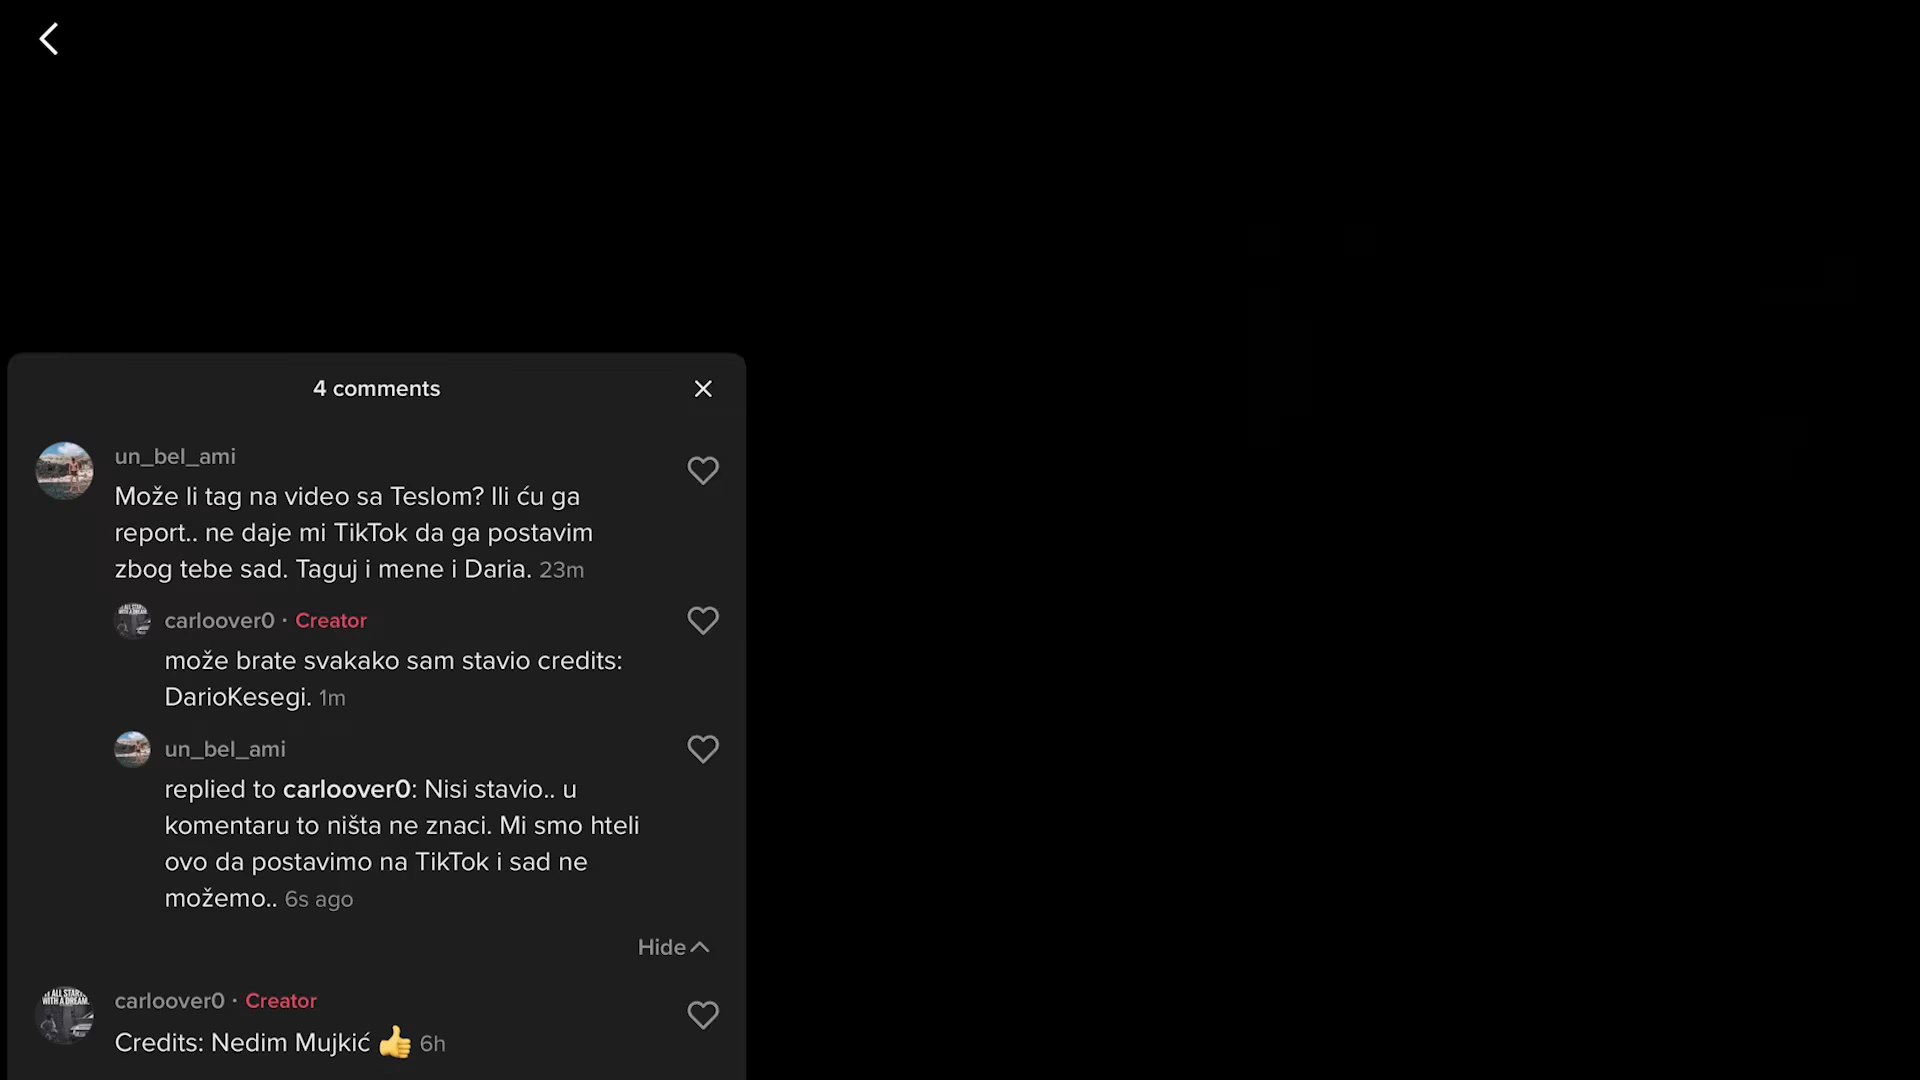 4 comments
un_bel_ami
Može li tag na video sa Teslom? Ili ću ga
report.. ne daje mi TikTok da ga postavim
zbog tebe sad. Taguj i mene i Daria. 23m
carloover0 · Creator
može brate svakako sam stavio credits:
DarioKesegi. 1m
un_bel_ami
replied to carloover0: Nisi stavio.. u
komentaru to ništa ne znaci. Mi smo hteli
ovo da postavimo na TikTok i sad ne
možemo.. 6s ago
Hide
carloover0 · Creator
Credits: Nedim Mujkić 👍 6h